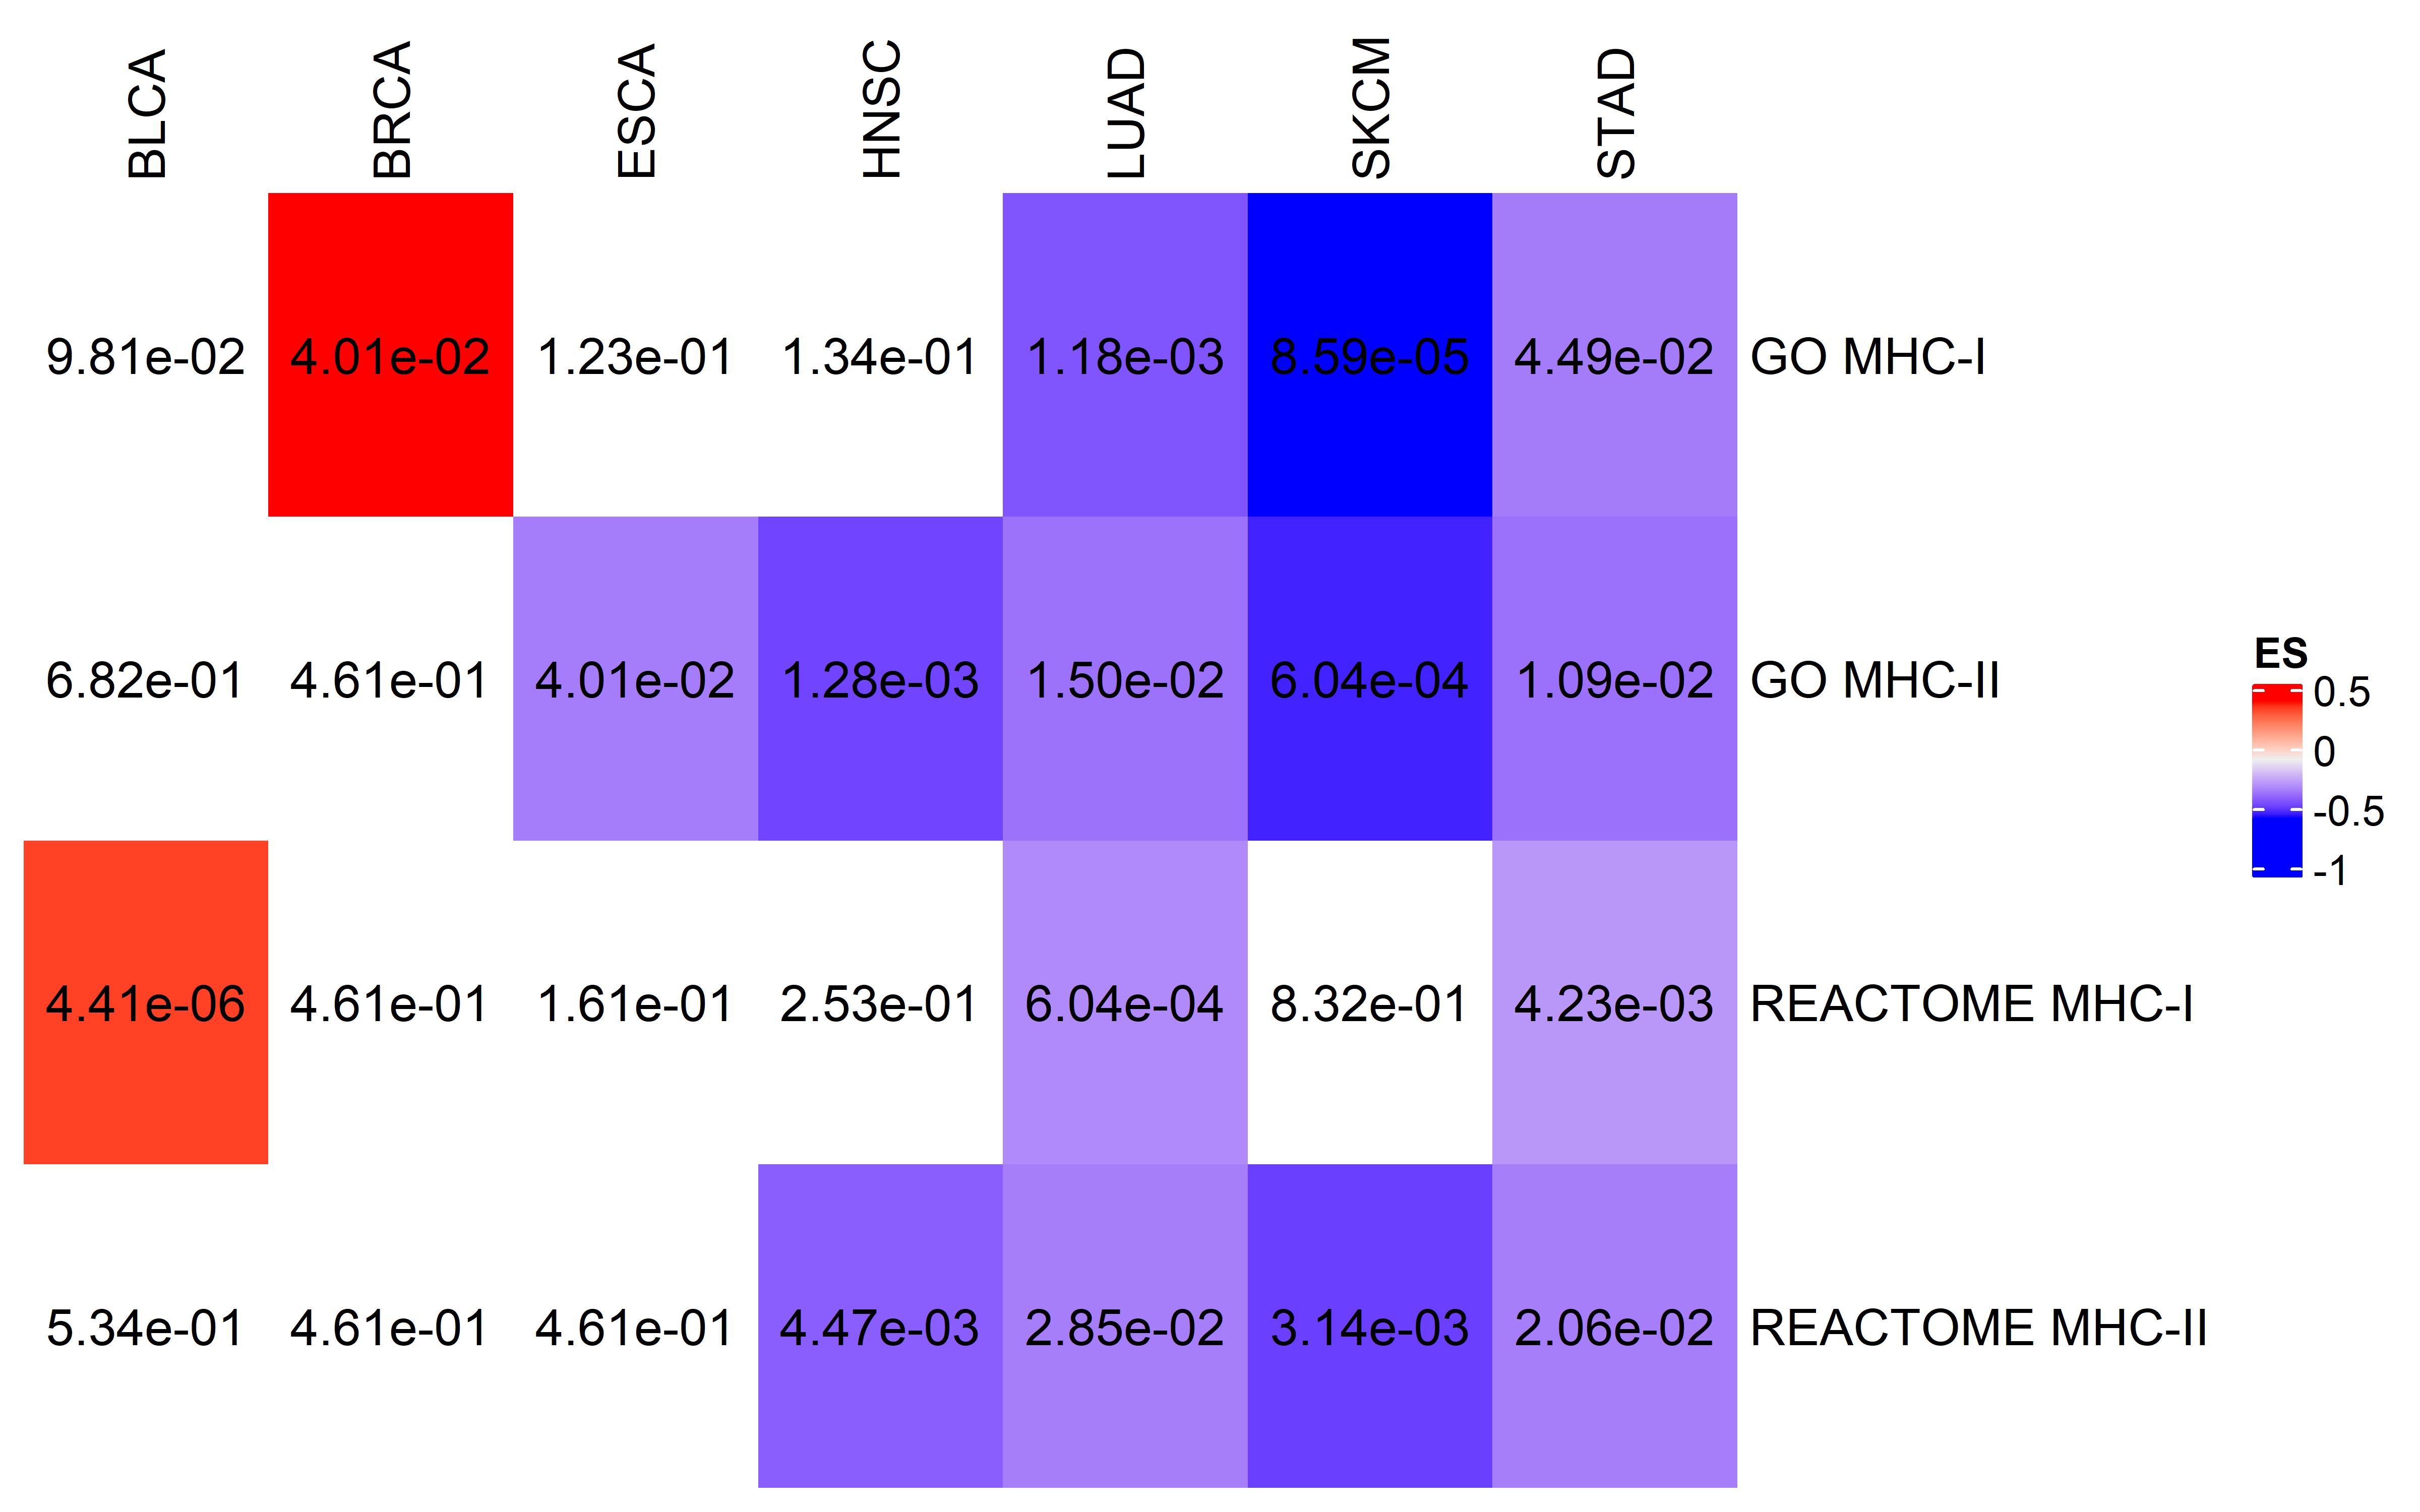 BLCA BRCA ESCA HNSC LUAD SKCM STAD
9.81e-02 4.01e-02 1.23e-01 1.34e-01 1.18e-03 8.59e-05 4.49e-02 GO MHC-I
6.82e-01 4.61e-01 4.01e-02 1.28e-03 1.50e-02 6.04e-04 1.09e-02 GO MHC-II
4.41e-06 4.61e-01 1.61e-01 2.53e-01 6.04e-04 8.32e-01 4.23e-03 REACTOME MHC-I
5.34e-01 4.61e-01 4.61e-01 4.47e-03 2.85e-02 3.14e-03 2.06e-02 REACTOME MHC-II
ES
0.5
0
-0.5
-1